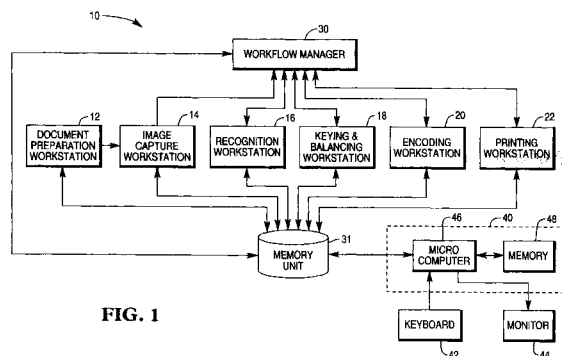 10
30
WORKFLOW MANAGER
12
DOCUMENT
PREPARATION
WORKSTATION
14
IMAGE
CAPTURE
WORKSTATION
16
RECOGNITION
WORKSTATION
18
KEYING &
BALANCING
WORKSTATION
20
ENCODING
WORKSTATION
22
PRINTING
WORKSTATION
31
MEMORY
UNIT
40
46
MICRO
COMPUTER
48
MEMORY
KEYBOARD
42
MONITOR
44
FIG. 1